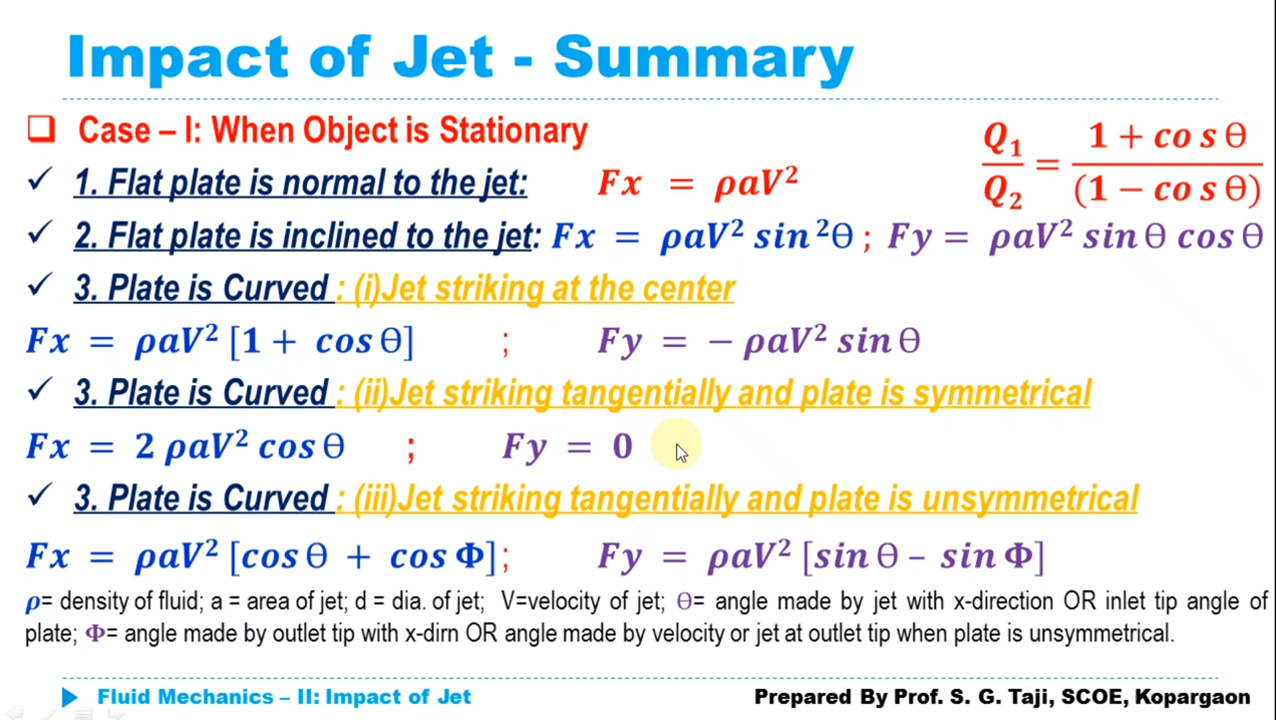 Impact of Jet - Summary
❑ Case – I: When Object is Stationary
Q₁/Q₂ = (1 + cos Θ)/(1 − cos Θ)
✓ 1. Flat plate is normal to the jet: Fx = ρaV²
✓ 2. Flat plate is inclined to the jet: Fx = ρaV² sin²Θ ; Fy = ρaV² sin Θ cos Θ
✓ 3. Plate is Curved : (i)Jet striking at the center
Fx = ρaV² [1 + cos Θ] ; Fy = − ρaV² sin Θ
✓ 3. Plate is Curved : (ii)Jet striking tangentially and plate is symmetrical
Fx = 2 ρaV² cos Θ ; Fy = 0
✓ 3. Plate is Curved : (iii)Jet striking tangentially and plate is unsymmetrical
Fx = ρaV² [cos Θ + cos Φ]; Fy = ρaV² [sin Θ – sin Φ]
ρ= density of fluid; a = area of jet; d = dia. of jet; V=velocity of jet; Θ= angle made by jet with x-direction OR inlet tip angle of
plate; Φ= angle made by outlet tip with x-dirn OR angle made by velocity or jet at outlet tip when plate is unsymmetrical.
Fluid Mechanics – II: Impact of Jet
Prepared By Prof. S. G. Taji, SCOE, Kopargaon